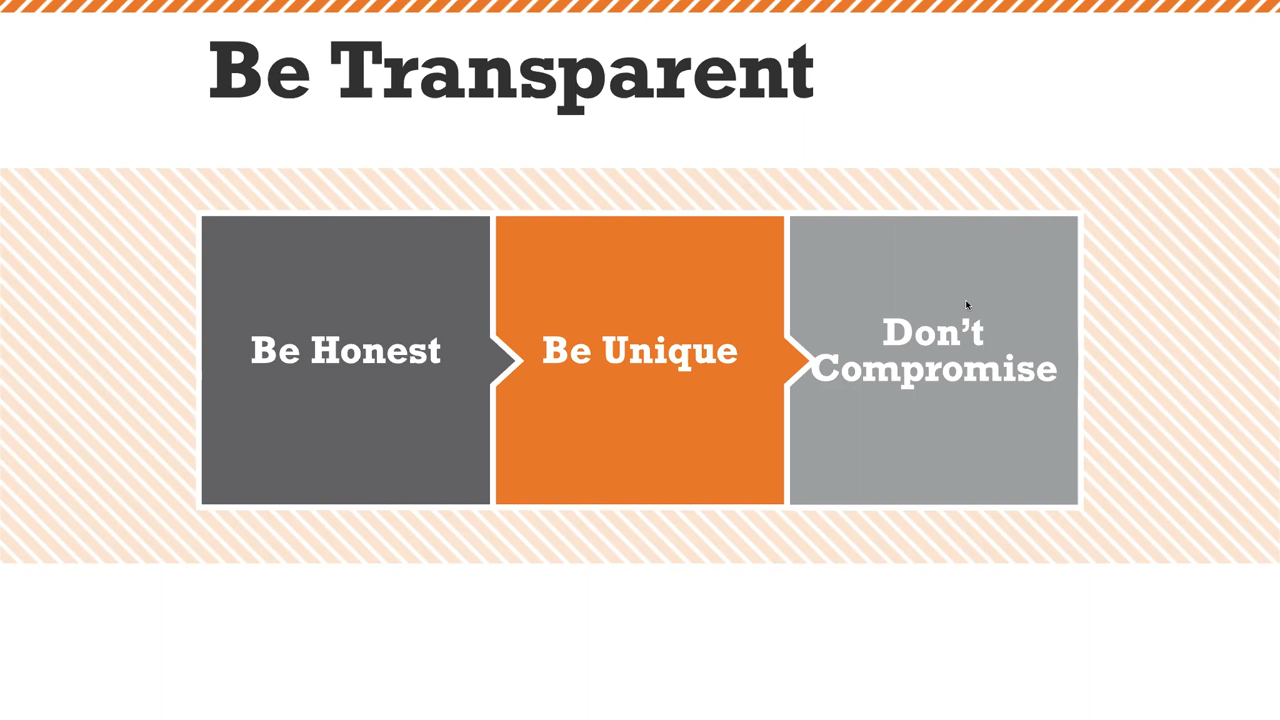 Be Transparent
Be Honest
Be Unique
Don’t
Compromise